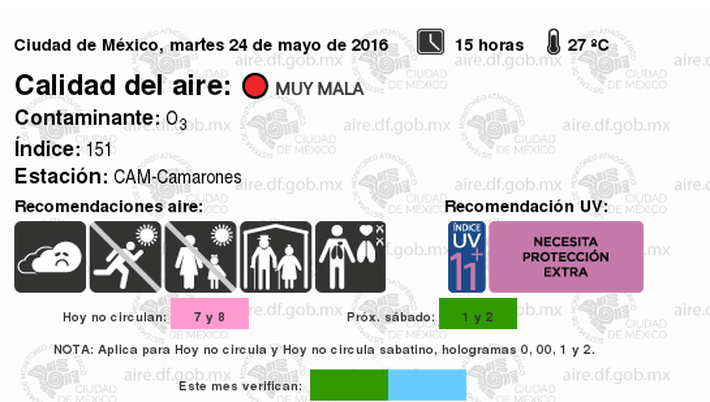 Ciudad de México, martes 24 de mayo de 2016 15 horas 27 ºC
Calidad del aire: MUY MALA
Contaminante: O3
Índice: 151
Estación: CAM-Camarones
Recomendaciones aire: Recomendación UV:
ÍNDICE
UV
11+
NECESITA
PROTECCIÓN
EXTRA
Hoy no circulan: 7 y 8 Próx. sábado: 1 y 2
NOTA: Aplica para Hoy no circula y Hoy no circula sabatino, hologramas 0, 00, 1 y 2.
Este mes verifican:
aire.df.gob.mx
CIUDAD
DE MÉXICO